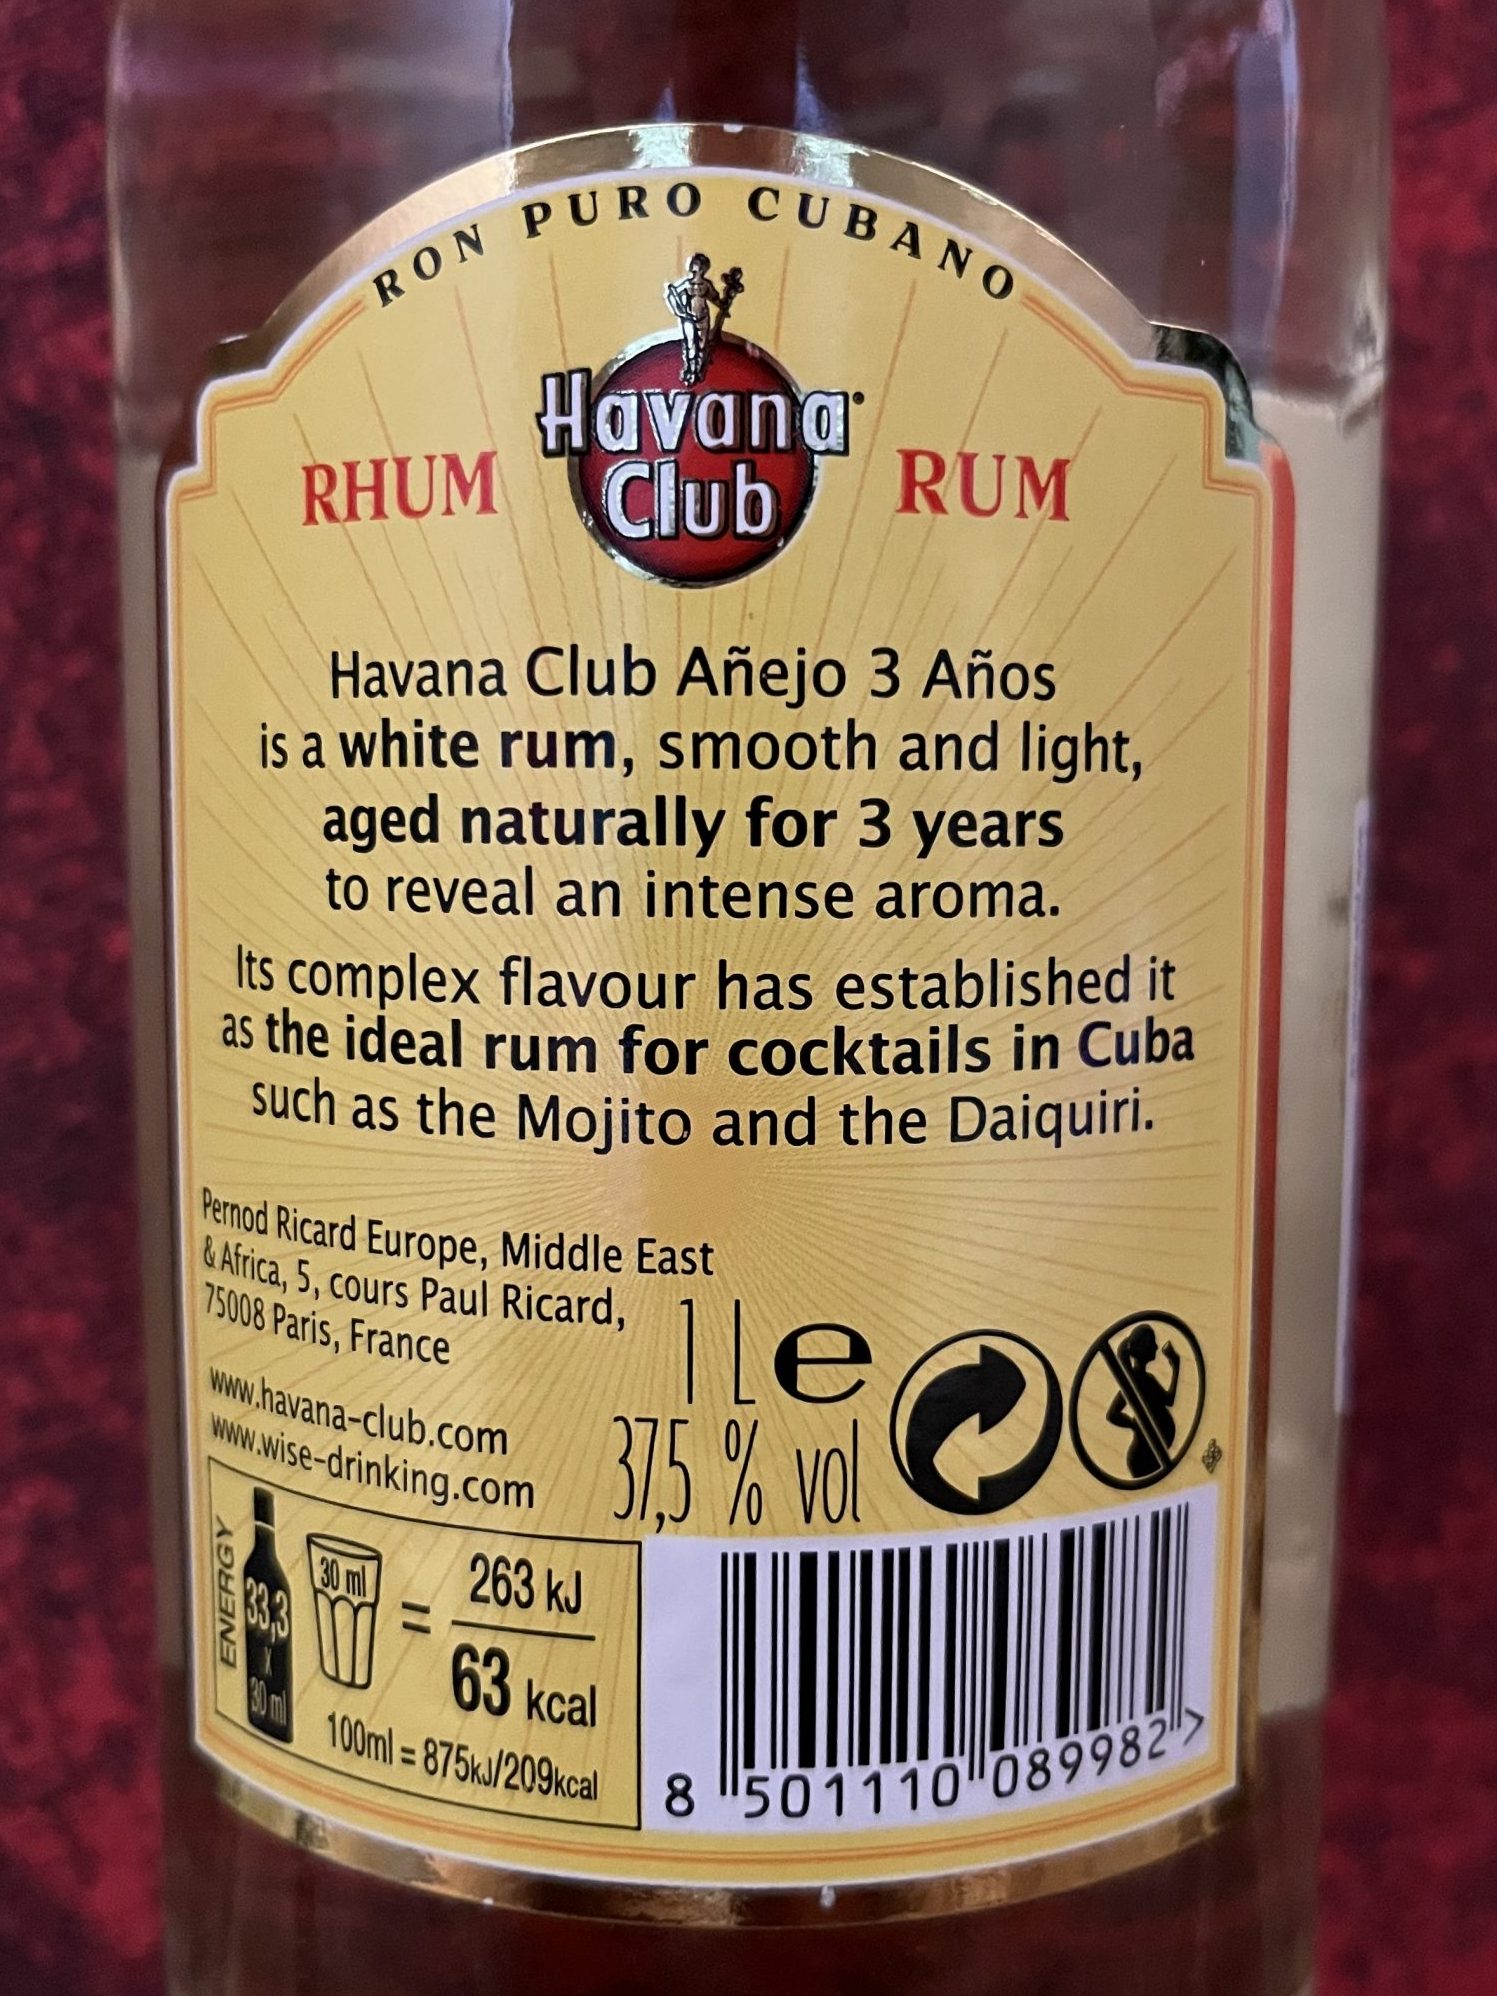 RON PURO CUBANO
Havana
Club
RHUM
RUM
Havana Club Añejo 3 Años
is a white rum, smooth and light,
aged naturally for 3 years
to reveal an intense aroma.
Its complex flavour has established it
as the ideal rum for cocktails in Cuba
such as the Mojito and the Daiquiri.
Pernod Ricard Europe, Middle East
& Africa, 5, cours Paul Ricard,
75008 Paris, France
www.havana-club.com
www.wise-drinking.com
1 L e
37,5 % vol
ENERGY
33,3
x
30 ml
30 ml
=
263 kJ
63 kcal
100ml = 875kJ/209kcal
8 501110 089982 >